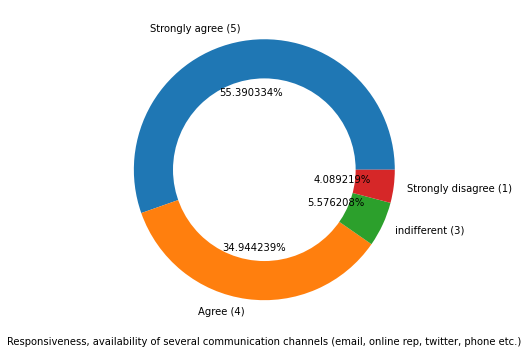 Strongly agree (5)
55.390334%
4.089219%
Strongly disagree (1)
5.576208%
indifferent (3)
34.944239%
Agree (4)
Responsiveness, availability of several communication channels (email, online rep, twitter, phone etc.)